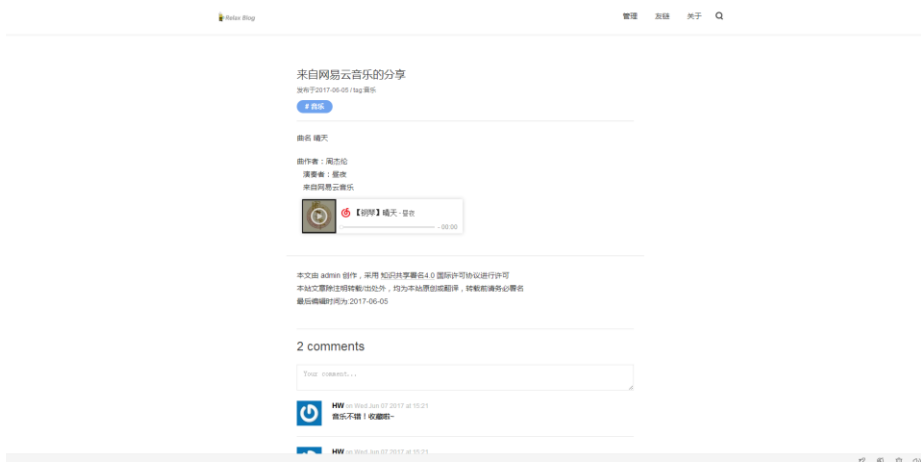 Relax Blog
管理 友链 关于
来自网易云音乐的分享
发布于2017-06-05 / tag:音乐
# 音乐
曲名 晴天
曲作者：周杰伦
演奏者：昼夜
来自网易云音乐
【钢琴】晴天 - 昼夜
- 00:00
本文由 admin 创作，采用 知识共享署名4.0 国际许可协议进行许可
本站文章除注明转载/出处外，均为本站原创或翻译，转载前请务必署名
最后编辑时间为:2017-06-05
2 comments
Your comment...
HW on Wed Jun 07 2017 at 15:21
音乐不错！收藏啦~
HW on Wed Jun 07 2017 at 15:21